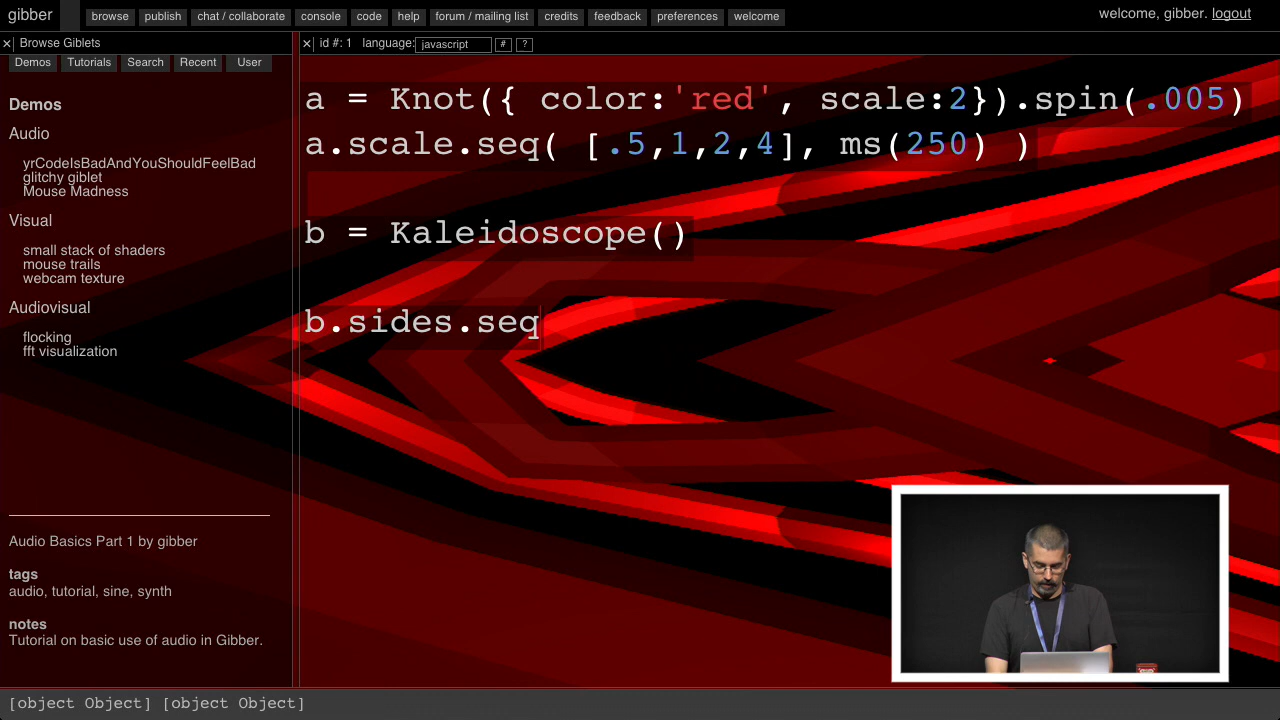 gibber browse publish chat / collaborate console code help forum / mailing list credits feedback preferences welcome welcome, gibber. logout
× Browse Giblets
Demos Tutorials Search Recent User
Demos
Audio
yrCodeIsBadAndYouShouldFeelBad
glitchy giblet
Mouse Madness
Visual
small stack of shaders
mouse trails
webcam texture
Audiovisual
flocking
fft visualization
Audio Basics Part 1 by gibber
tags
audio, tutorial, sine, synth
notes
Tutorial on basic use of audio in Gibber.
× id #: 1 language: javascript # ?
a = Knot({ color:'red', scale:2}).spin(.005)
a.scale.seq( [.5,1,2,4], ms(250) )
b = Kaleidoscope()
b.sides.seq
[object Object] [object Object]